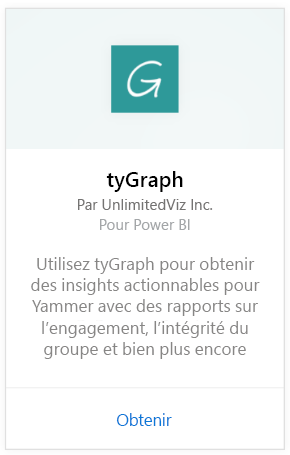 G
tyGraph
Par UnlimitedViz Inc.
Pour Power BI
Utilisez tyGraph pour obtenir
des insights actionnables pour
Yammer avec des rapports sur
l'engagement, l'intégrité du
groupe et bien plus encore
Obtenir